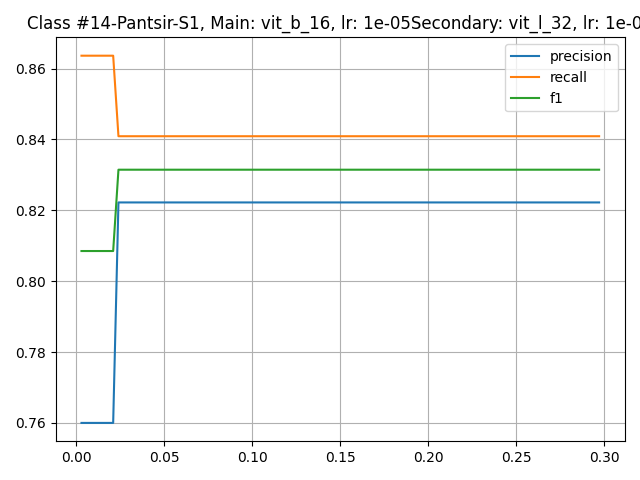 Class #14-Pantsir-S1, Main: vit_b_16, lr: 1e-05Secondary: vit_l_32, lr: 1e-0
precision
recall
f1
0.86
0.84
0.82
0.80
0.78
0.76
0.00 0.05 0.10 0.15 0.20 0.25 0.30